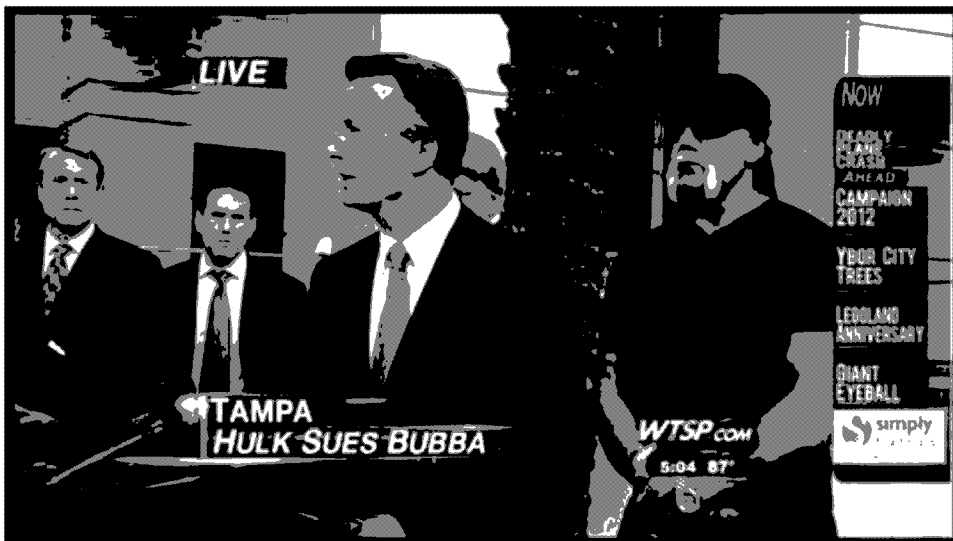 LIVE
NOW
DEADLY
PLANE
CRASH
AHEAD
CAMPAIGN
2012
YBOR CITY
TREES
LEGOLAND
ANNIVERSARY
GIANT
EYEBALL
simply
TAMPA
HULK SUES BUBBA
WTSP.COM
5:04 87°